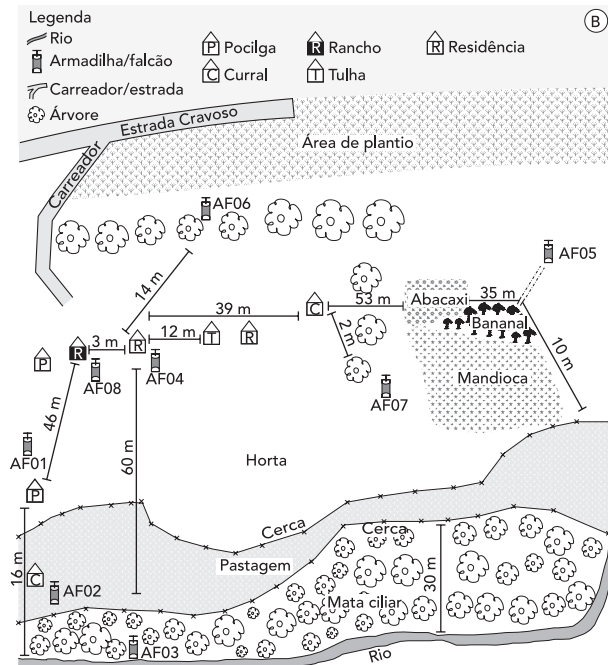 Legenda
B
Rio
Armadilha/falcão
Carreador/estrada
Árvore
P Pocilga
C Curral
R Rancho
T Tulha
R Residência
Estrada Cravoso
Área de plantio
Carreador
AF06
AF05
14 m
39 m
C
53 m
Abacaxi
35 m
Bananal
3 m
12 m
2 m
10 m
P
R
R
T
R
AF08
AF04
AF07
Mandioca
46 m
AF01
60 m
Horta
P
Cerca
Cerca
16 m
Pastagem
C
AF02
30 m
Mata ciliar
AF03
Rio